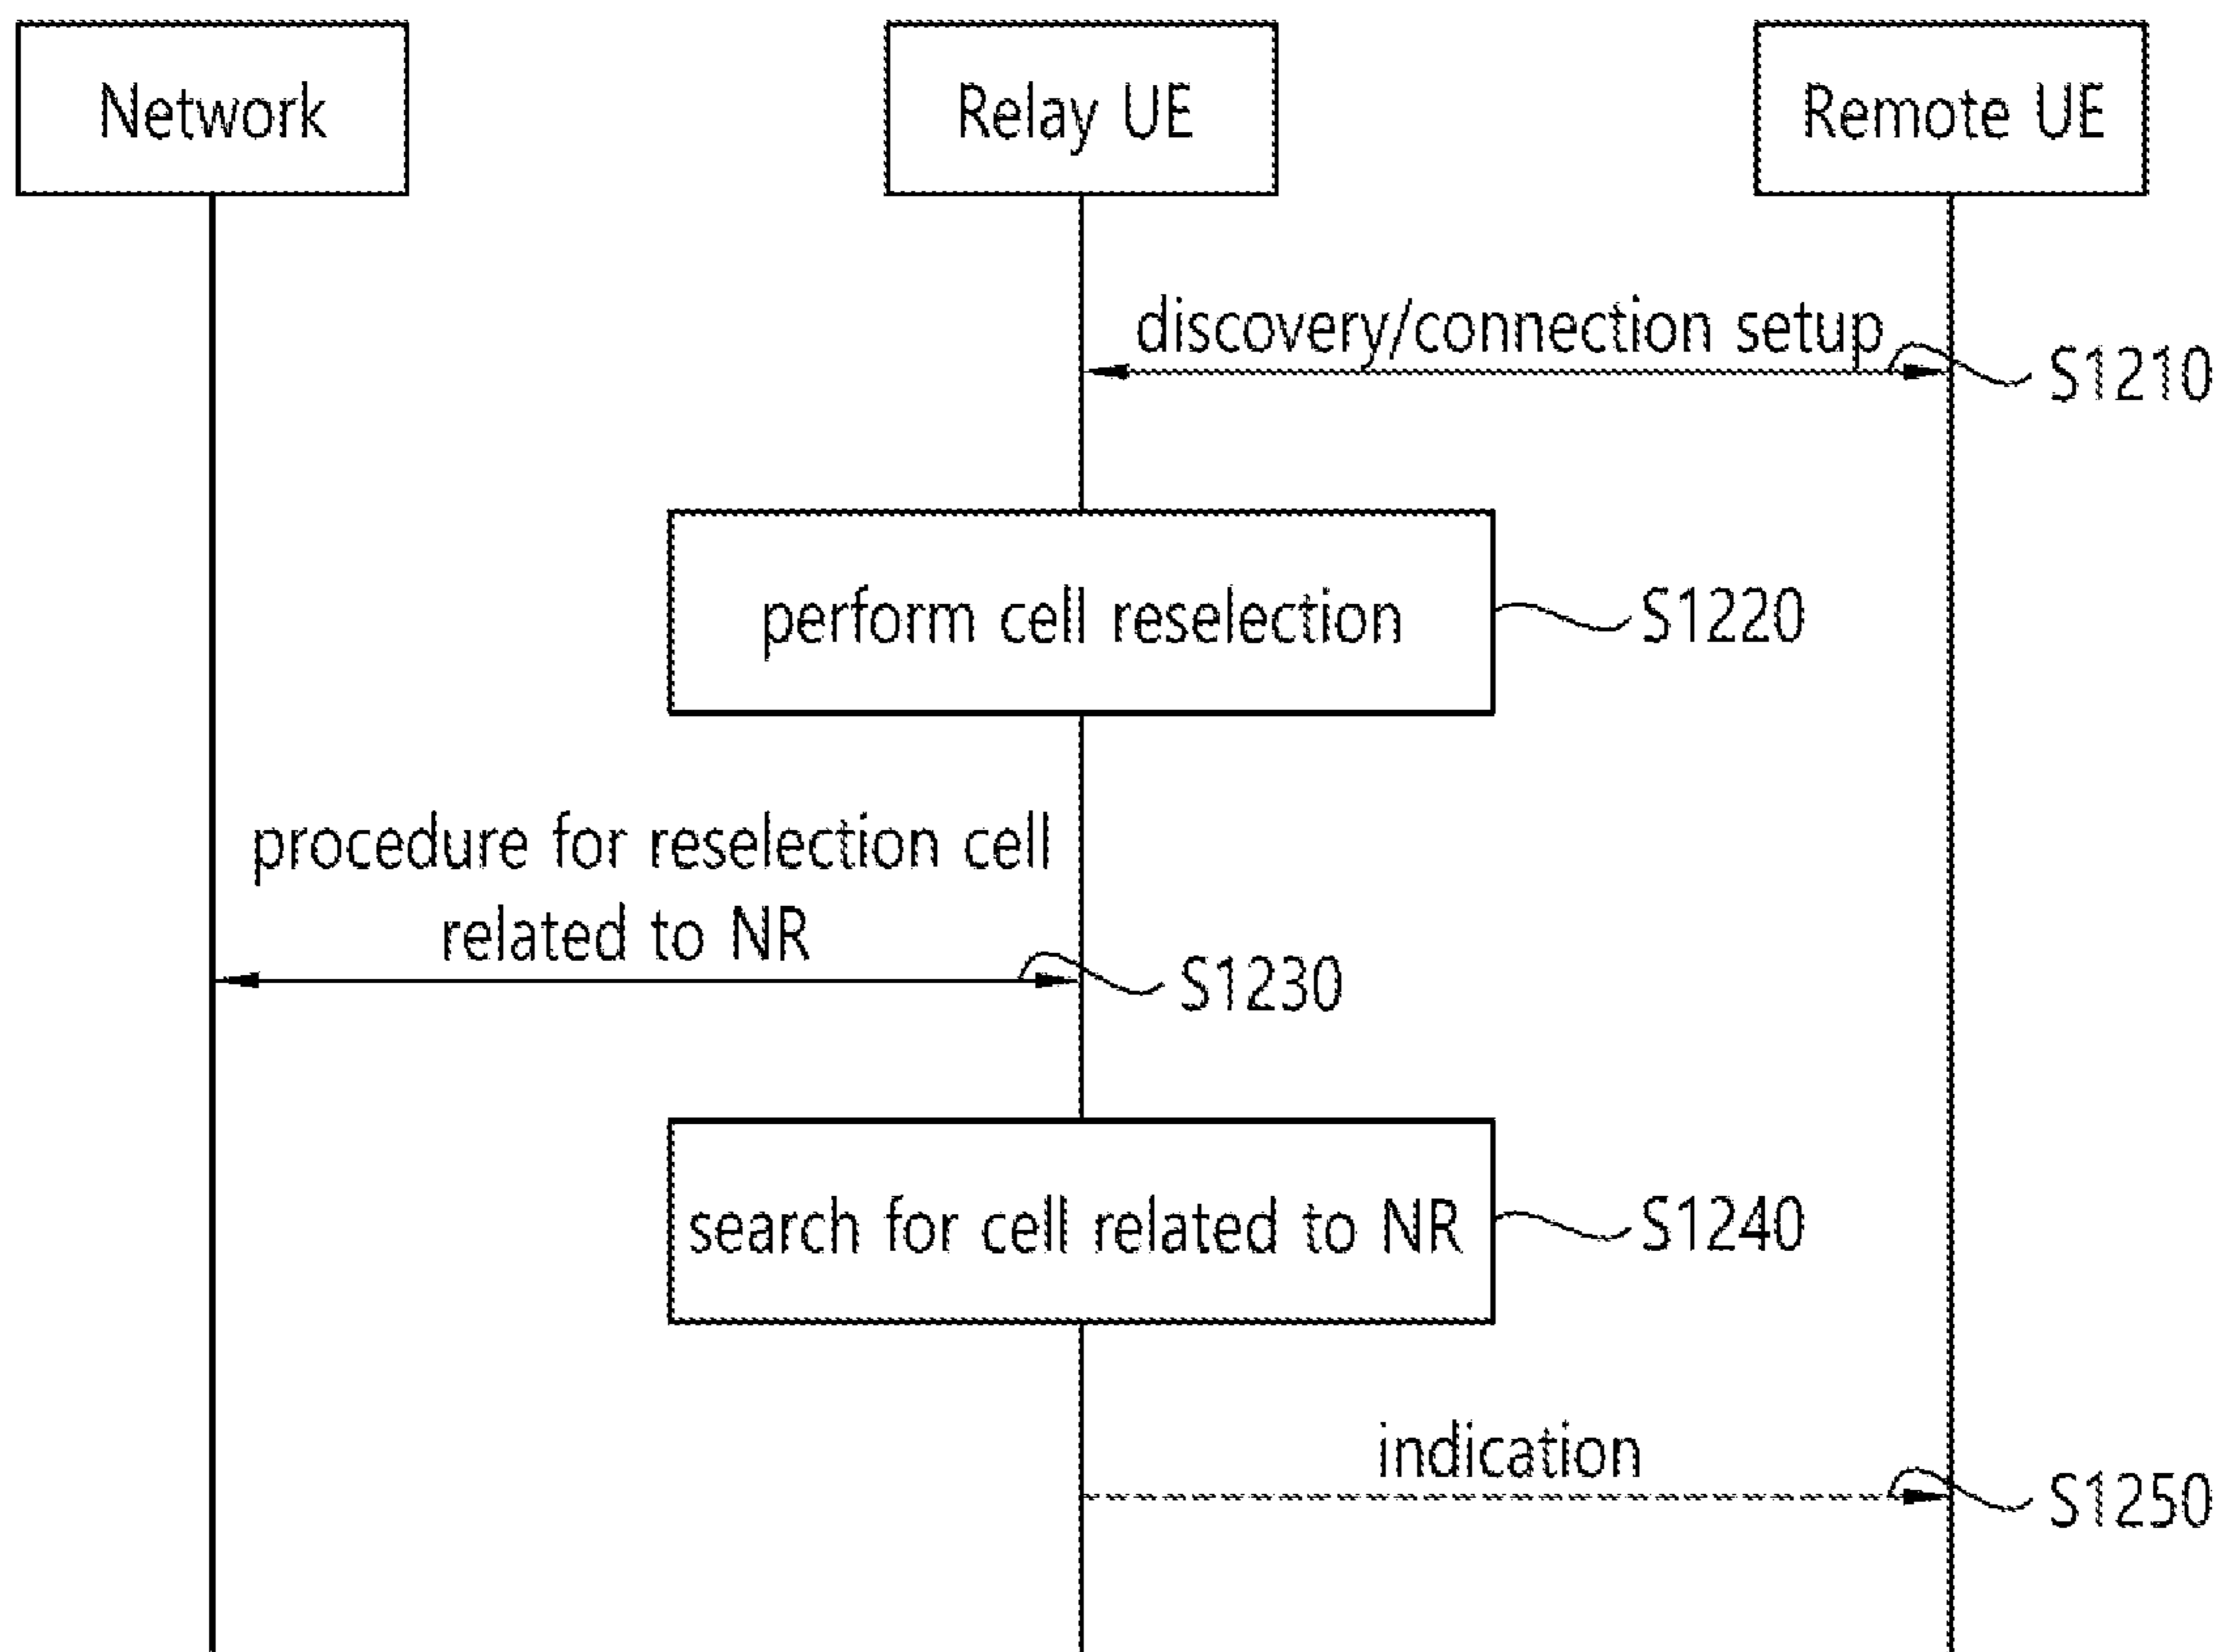 Network
Relay UE
Remote UE
discovery/connection setup
S1210
perform cell reselection
S1220
procedure for reselection cell
related to NR
S1230
search for cell related to NR
S1240
indication
S1250